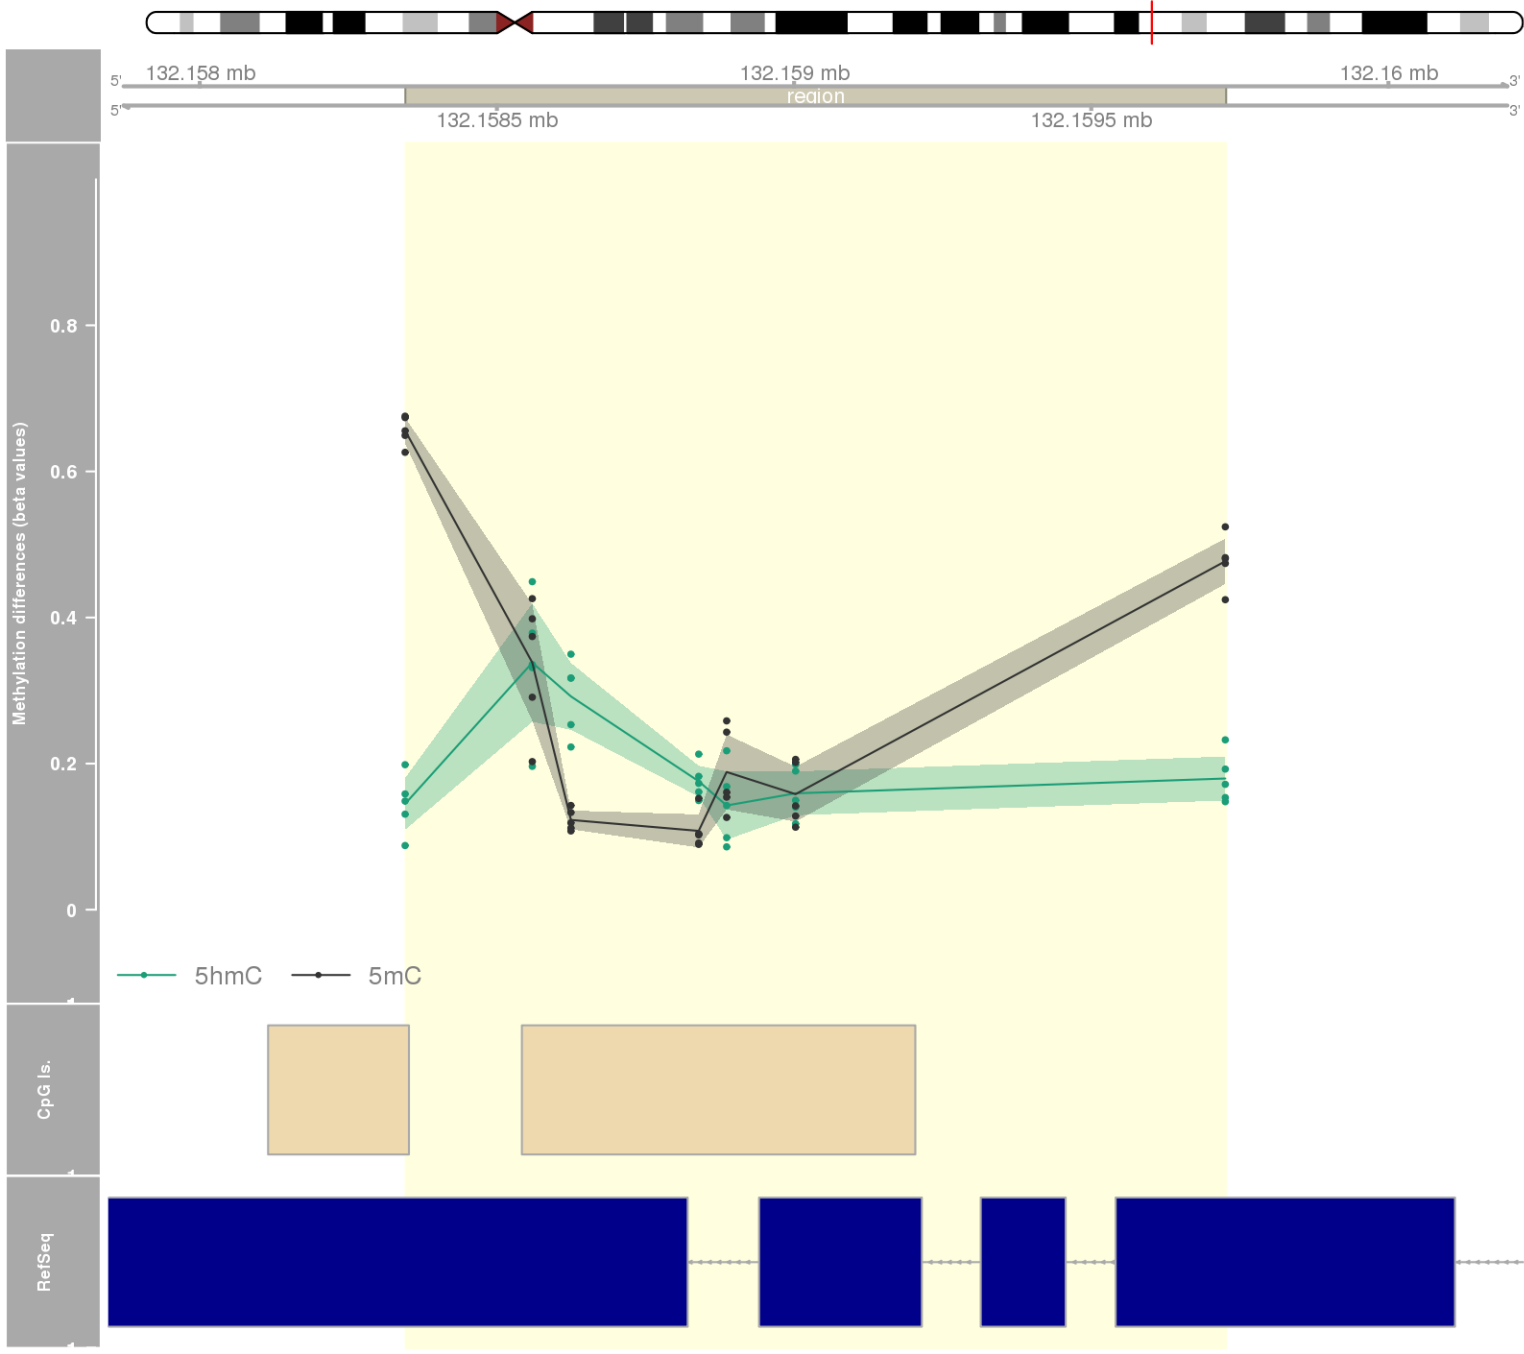 132.158 mb
132.159 mb
132.16 mb
5'
3'
region
5'
3'
132.1585 mb
132.1595 mb
Methylation differences (beta values)
0.8
0.6
0.4
0.2
0
5hmC
5mC
CpG Is.
RefSeq